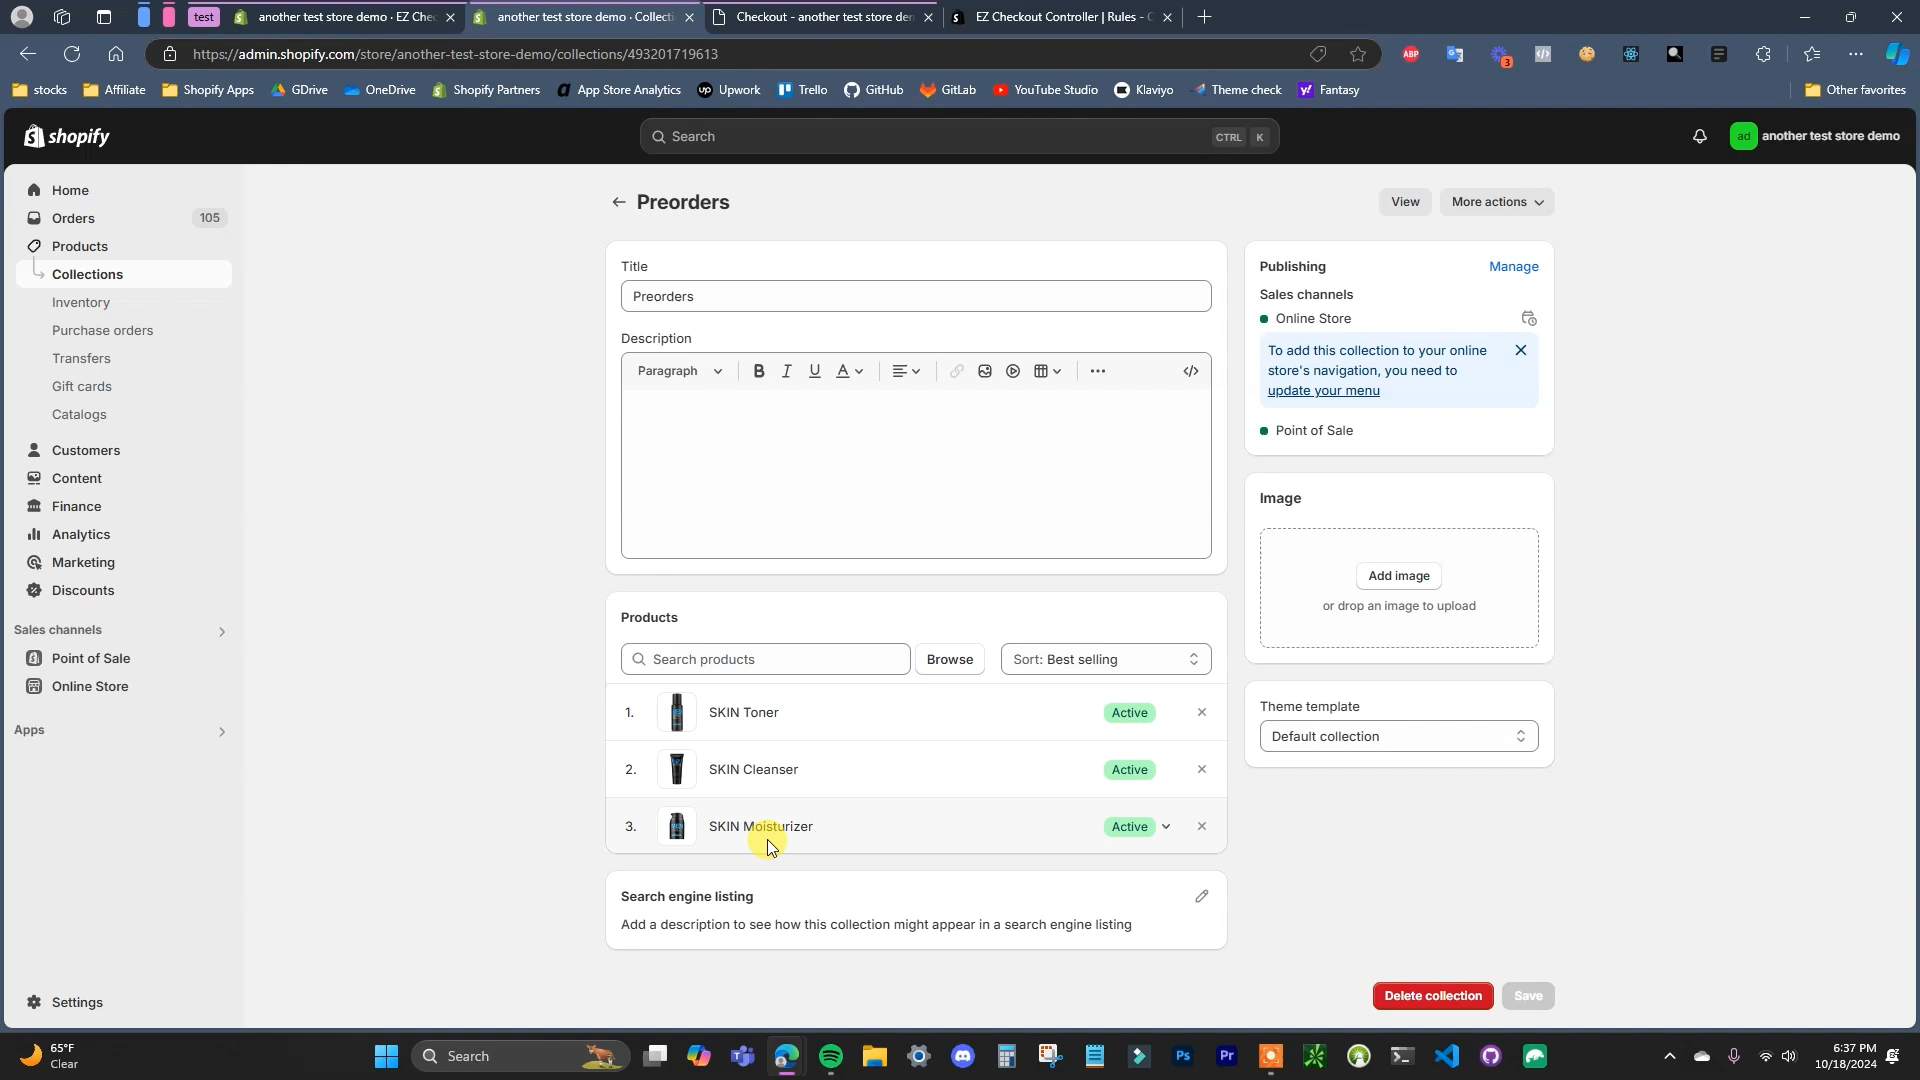 test
another test store demo · EZ Chec
another test store demo · Collecti
Checkout - another test store den
EZ Checkout Controller | Rules - C
https://admin.shopify.com/store/another-test-store-demo/collections/493201719613
ABP
3
stocks
Affiliate
Shopify Apps
GDrive
OneDrive
Shopify Partners
App Store Analytics
Upwork
Trello
GitHub
GitLab
YouTube Studio
Klaviyo
Theme check
Fantasy
Other favorites
shopify
Search
CTRL K
ad another test store demo
Home
Orders 105
Products
Collections
Inventory
Purchase orders
Transfers
Gift cards
Catalogs
Customers
Content
Finance
Analytics
Marketing
Discounts
Sales channels
Point of Sale
Online Store
Apps
Settings
Preorders
View
More actions
Title
Preorders
Description
Paragraph B I U A
Products
Search products
Browse
Sort: Best selling
1. SKIN Toner Active
2. SKIN Cleanser Active
3. SKIN Moisturizer Active
Search engine listing
Add a description to see how this collection might appear in a search engine listing
Publishing
Manage
Sales channels
Online Store
To add this collection to your online
store's navigation, you need to
update your menu
Point of Sale
Image
Add image
or drop an image to upload
Theme template
Default collection
Delete collection
Save
65°F
Clear
Search
Ps
Pr
6:37 PM
10/18/2024